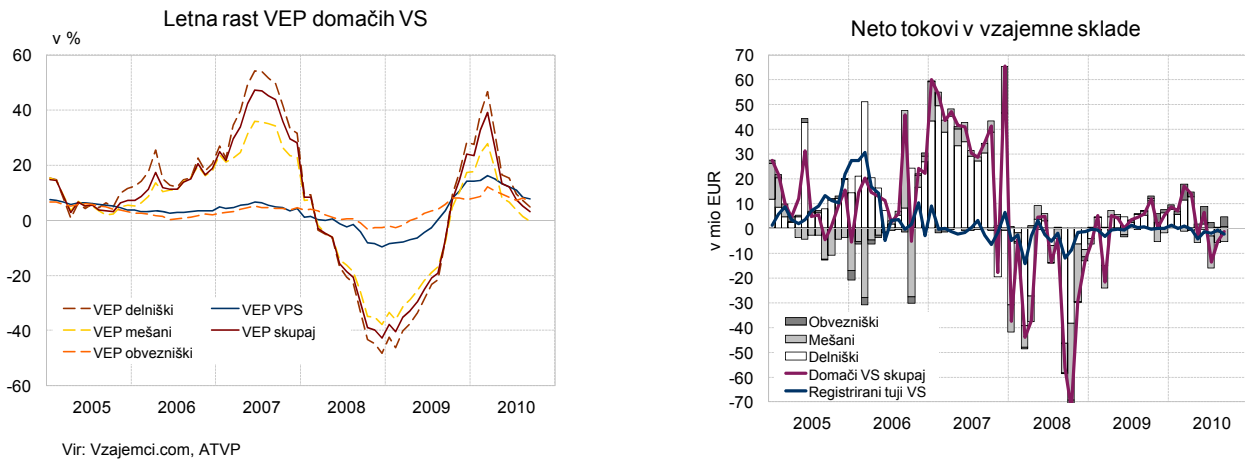 Letna rast VEP domačih VS
v %
60
40
20
0
-20
-40
-60
VEP delniški
VEP VPS
VEP mešani
VEP skupaj
VEP obvezniški
2005 2006 2007 2008 2009 2010
Vir: Vzajemci.com, ATVP
Neto tokovi v vzajemne sklade
v mio EUR
70
60
50
40
30
20
10
0
-10
-20
-30
-40
-50
-60
-70
Obvezniški
Mešani
Delniški
Domači VS skupaj
Registrirani tuji VS
2005 2006 2007 2008 2009 2010